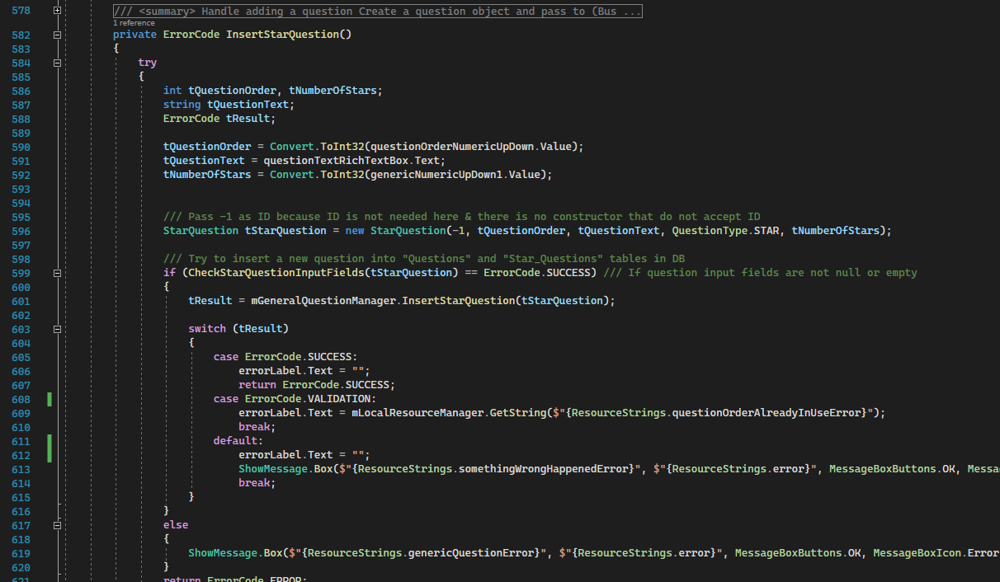 578 /// <summary> Handle adding a question Create a question object and pass to (Bus ...
1 reference
582 private ErrorCode InsertStarQuestion()
583 {
584 try
585 {
586 int tQuestionOrder, tNumberOfStars;
587 string tQuestionText;
588 ErrorCode tResult;
589
590 tQuestionOrder = Convert.ToInt32(questionOrderNumericUpDown.Value);
591 tQuestionText = questionTextRichTextBox.Text;
592 tNumberOfStars = Convert.ToInt32(genericNumericUpDown1.Value);
593
594
595 /// Pass -1 as ID because ID is not needed here & there is no constructor that do not accept ID
596 StarQuestion tStarQuestion = new StarQuestion(-1, tQuestionOrder, tQuestionText, QuestionType.STAR, tNumberOfStars);
597
598 /// Try to insert a new question into "Questions" and "Star_Questions" tables in DB
599 if (CheckStarQuestionInputFields(tStarQuestion) == ErrorCode.SUCCESS) /// If question input fields are not null or empty
600 {
601 tResult = mGeneralQuestionManager.InsertStarQuestion(tStarQuestion);
602
603 switch (tResult)
604 {
605 case ErrorCode.SUCCESS:
606 errorLabel.Text = "";
607 return ErrorCode.SUCCESS;
608 case ErrorCode.VALIDATION:
609 errorLabel.Text = mLocalResourceManager.GetString($"{ResourceStrings.questionOrderAlreadyInUseError}");
610 break;
611 default:
612 errorLabel.Text = "";
613 ShowMessage.Box($"{ResourceStrings.somethingWrongHappenedError}", $"{ResourceStrings.error}", MessageBoxButtons.OK, Messa
614 break;
615 }
616 }
617 else
618 {
619 ShowMessage.Box($"{ResourceStrings.genericQuestionError}", $"{ResourceStrings.error}", MessageBoxButtons.OK, MessageBoxIcon.Error
620 }
621 return ErrorCode.ERROR;